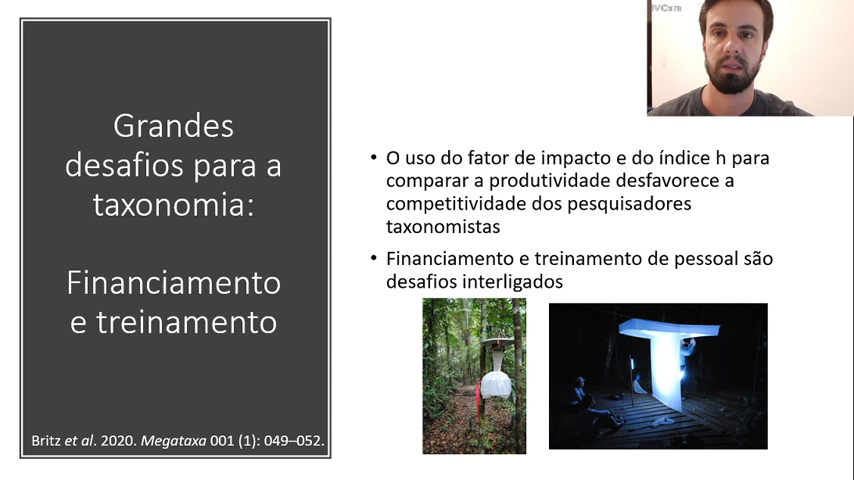 Grandes
desafios para a
taxonomia:
Financiamento
e treinamento
Britz et al. 2020. Megataxa 001 (1): 049–052.
• O uso do fator de impacto e do índice h para
comparar a produtividade desfavorece a
competitividade dos pesquisadores
taxonomistas
• Financiamento e treinamento de pessoal são
desafios interligados